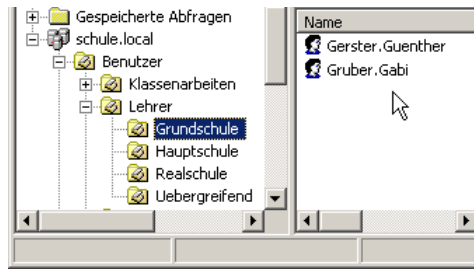 Gespeicherte Abfragen
schule.local
Benutzer
Klassenarbeiten
Lehrer
Grundschule
Hauptschule
Realschule
Uebergreifend
Name
Gerster.Guenther
Gruber.Gabi